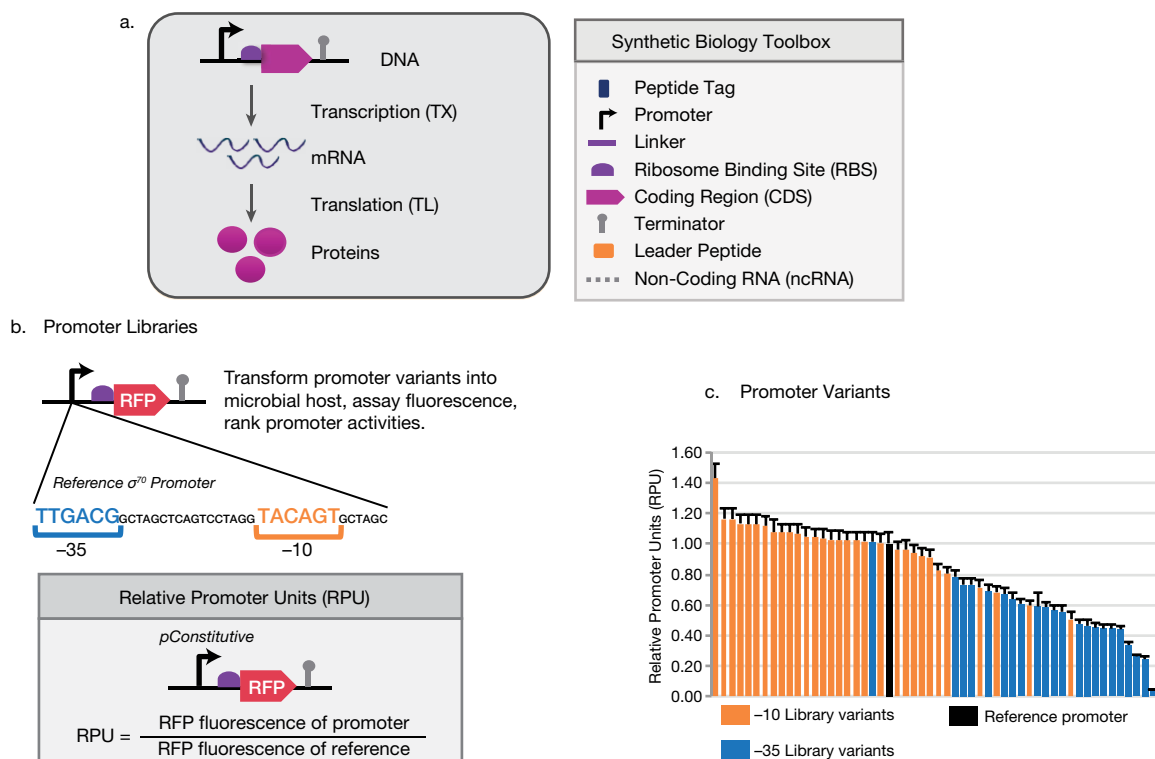 a.
DNA
Transcription (TX)
mRNA
Translation (TL)
Proteins
Synthetic Biology Toolbox
Peptide Tag
Promoter
Linker
Ribosome Binding Site (RBS)
Coding Region (CDS)
Terminator
Leader Peptide
Non-Coding RNA (ncRNA)
b. Promoter Libraries
RFP
Transform promoter variants into
microbial host, assay fluorescence,
rank promoter activities.
Reference σ70 Promoter
TTGACGGCTAGCTCAGTCCTAGGTACAGTGCTAGC
–35 –10
Relative Promoter Units (RPU)
pConstitutive
RFP
RPU = RFP fluorescence of promoter
RFP fluorescence of reference
c. Promoter Variants
Relative Promoter Units (RPU)
1.60
1.40
1.20
1.00
0.80
0.60
0.40
0.20
0.00
–10 Library variants
Reference promoter
–35 Library variants